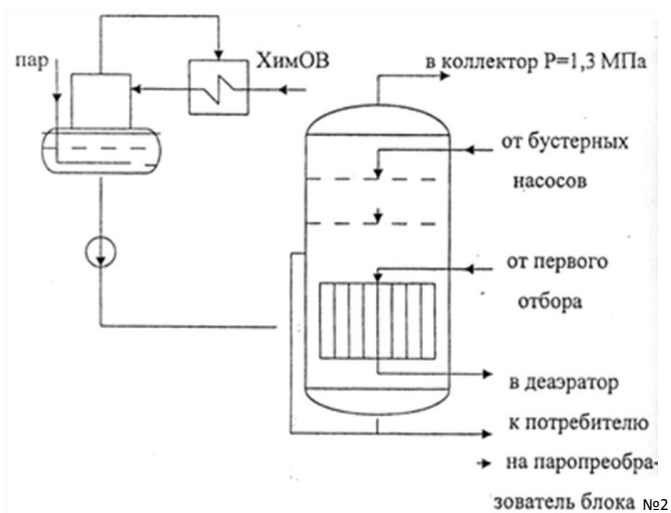 пар
ХимОВ
в коллектор Р=1,3 МПа
от бустерных
насосов
от первого
отбора
в деаэратор
к потребителю
на паропреобра-
зователь блока №2